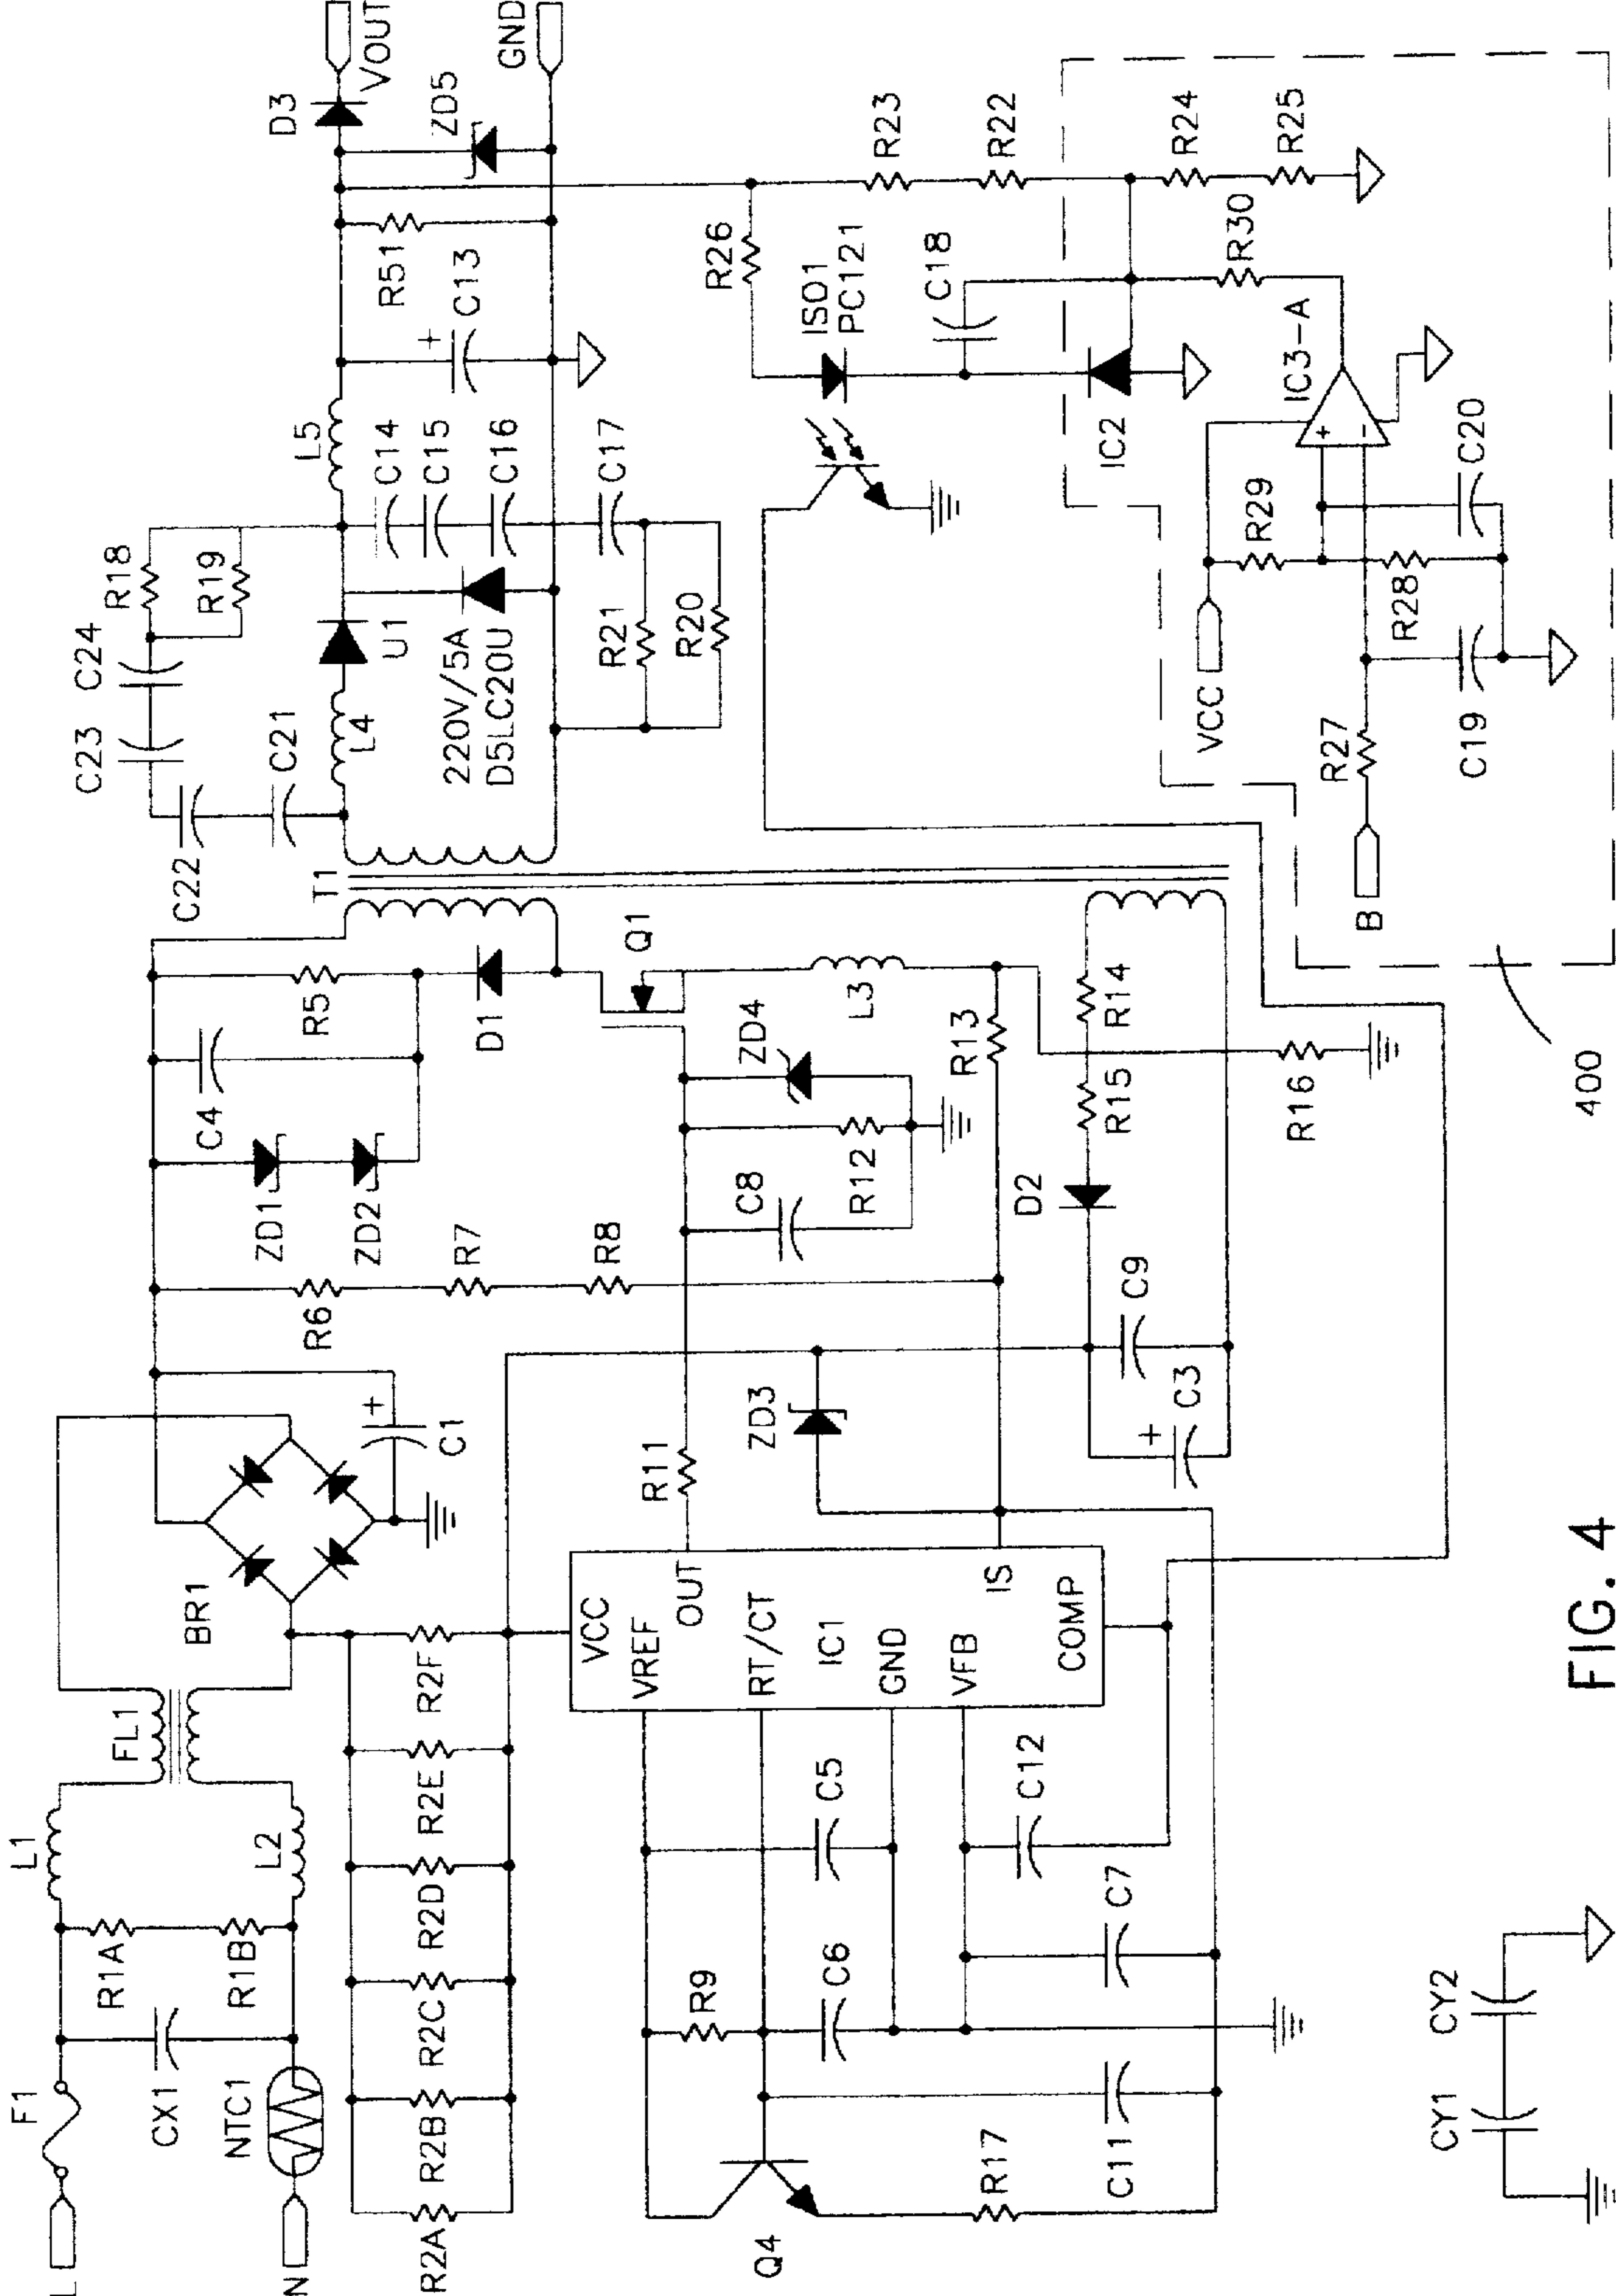 L
F1
CX1
R1A
L1
FL1
NTC1
N
R1B
L2
BR1
C1
R2A
R2B
R2C
R2D
R2E
R2F
R6
R7
R8
ZD1
ZD2
C4
R5
D1
T1
Q1
C22
C23
C24
C21
R18
R19
L4
U1
220V/5A
D5LC20U
L5
C14
C15
C16
C17
R21
R20
C13
+
R51
D3
VOUT
ZD5
GND
+
VCC
VREF
OUT
RT/CT
IC1
GND
IS
VFB
COMP
R11
C8
R12
ZD4
L3
R13
ZD3
D2
R15
R14
C9
C3
+
R16
R9
C5
C6
C12
C7
C11
R17
Q4
R26
R23
R22
ISO1
PC121
C18
IC2
R24
R25
R30
IC3-A
+
-
VCC
R29
R28
C20
R27
C19
B
400
CY1
CY2
FIG. 4